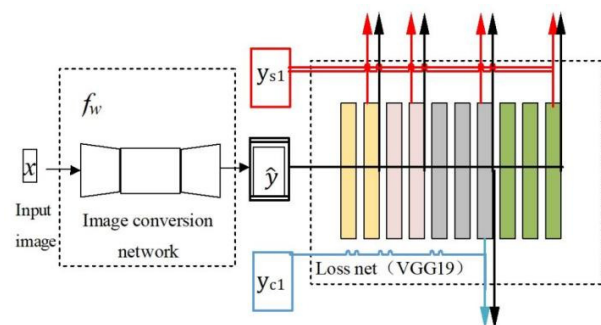 f_w
x
Input
image
Image conversion
network
y_s1
ŷ
y_c1
Loss net（VGG19）